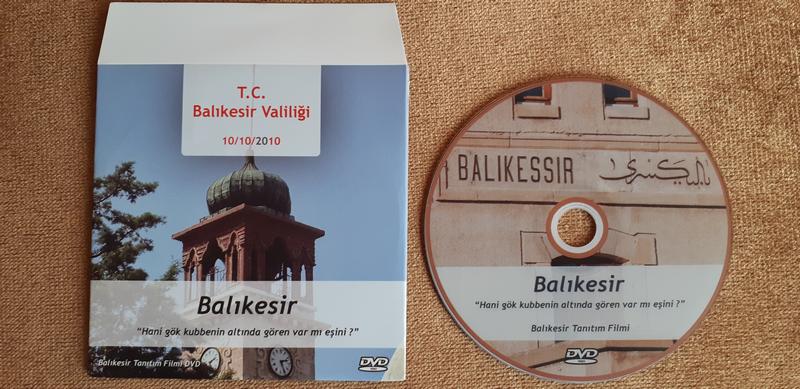 T.C.
Balıkesir Valiliği
10/10/2010
Balıkesir
"Hani gök kubbenin altında gören var mı eşini ?"
Balıkesir Tanıtım Filmi DVD
DVD
BALIKESSIR
باليكسرى
Balıkesir
"Hani gök kubbenin altında gören var mı eşini ?"
Balıkesir Tanıtım Filmi
DVD